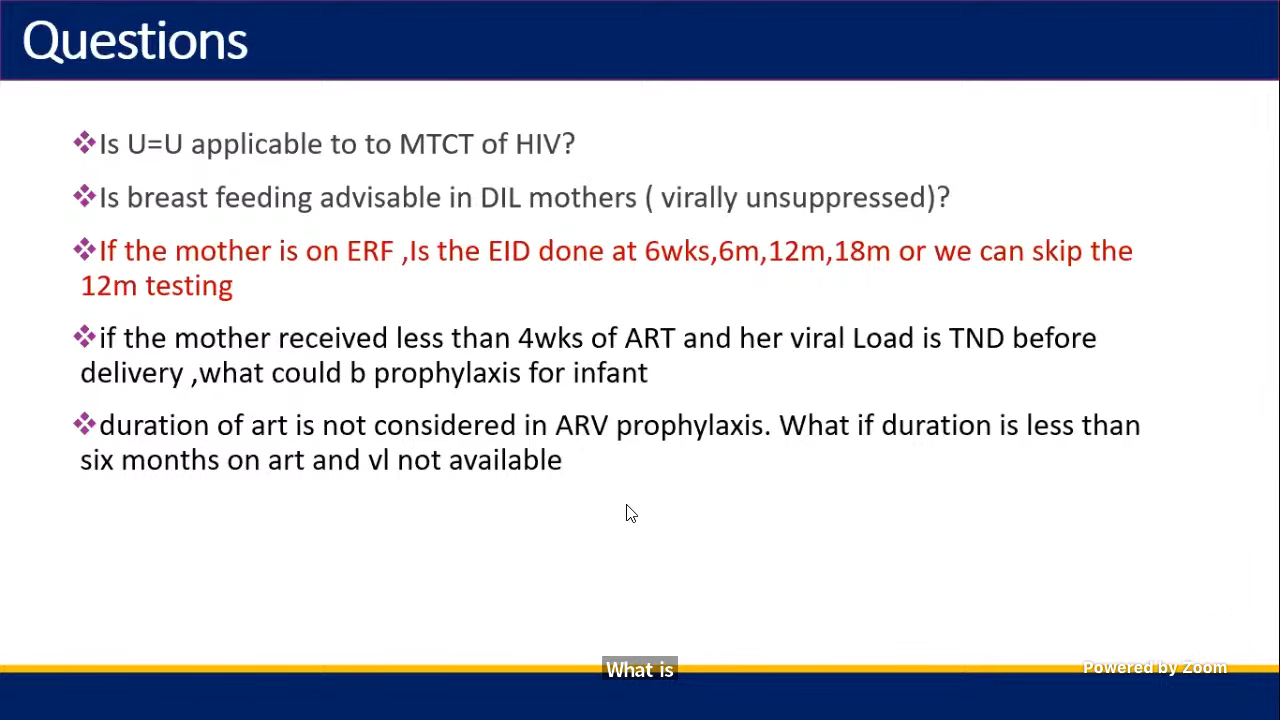 Questions
❖Is U=U applicable to to MTCT of HIV?
❖Is breast feeding advisable in DIL mothers ( virally unsuppressed)?
❖If the mother is on ERF ,Is the EID done at 6wks,6m,12m,18m or we can skip the
12m testing
❖if the mother received less than 4wks of ART and her viral Load is TND before
delivery ,what could b prophylaxis for infant
❖duration of art is not considered in ARV prophylaxis. What if duration is less than
six months on art and vl not available
What is
Powered by Zoom